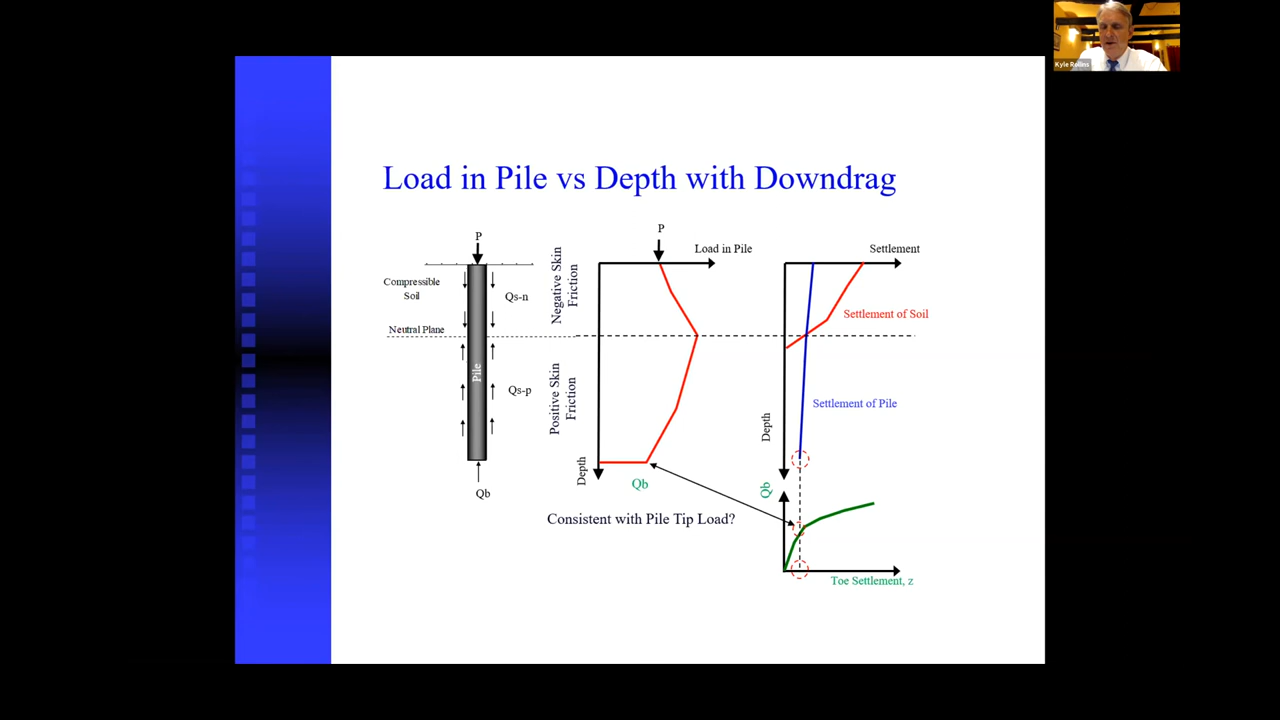 Kyle Rollins
Load in Pile vs Depth with Downdrag
P
Compressible
Soil
Qs-n
Neutral Plane
Pile
Qs-p
Qb
Negative Skin
Friction
Positive Skin
Friction
P
Load in Pile
Depth
Qb
Consistent with Pile Tip Load?
Settlement
Settlement of Soil
Settlement of Pile
Depth
Qb
Toe Settlement, z